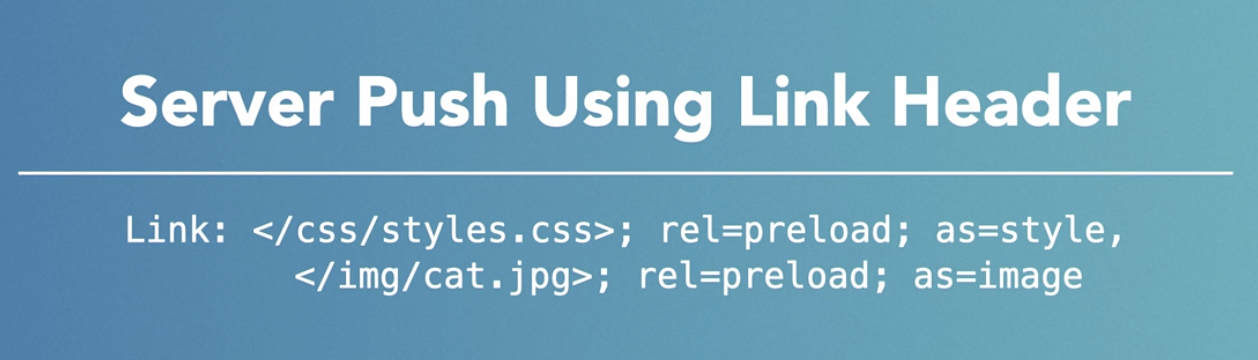 Server Push Using Link Header
Link: </css/styles.css>; rel=preload; as=style,
</img/cat.jpg>; rel=preload; as=image